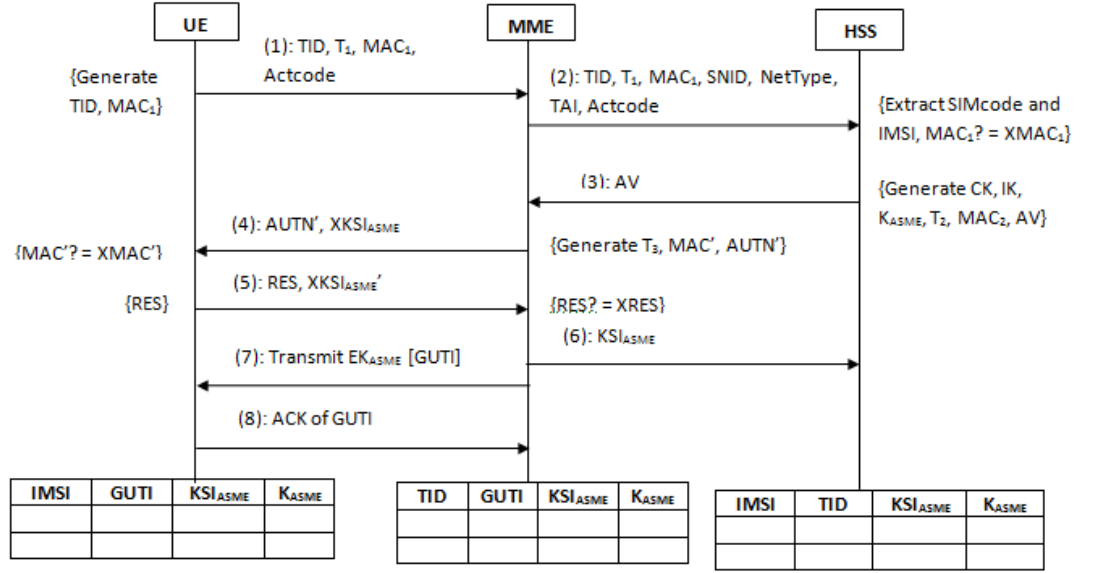 UE
MME
HSS
(1): TID, T₁, MAC₁,
Actcode
{Generate
TID, MAC₁}
(2): TID, T₁, MAC₁, SNID, NetType,
TAI, Actcode
{Extract SIMcode and
IMSI, MAC₁? = XMAC₁}
(3): AV
{Generate CK, IK,
K_ASME, T₂, MAC₂, AV}
(4): AUTN′, XKSI_ASME
{Generate T₃, MAC′, AUTN′}
{MAC′? = XMAC′}
(5): RES, XKSI_ASME′
{RES}
{RES? = XRES}
(6): KSI_ASME
(7): Transmit EK_ASME [GUTI]
(8): ACK of GUTI
IMSI GUTI KSI_ASME K_ASME
TID GUTI KSI_ASME K_ASME
IMSI TID KSI_ASME K_ASME